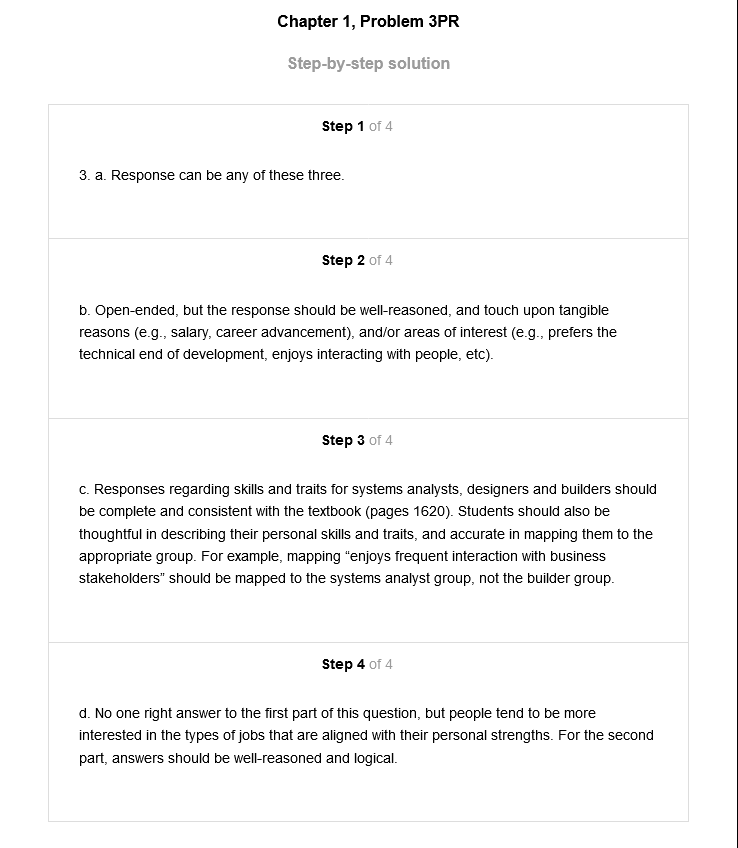 Chapter 1, Problem 3PR
Step-by-step solution
Step 1 of 4
3. a. Response can be any of these three.
Step 2 of 4
b. Open-ended, but the response should be well-reasoned, and touch upon tangible
reasons (e.g., salary, career advancement), and/or areas of interest (e.g., prefers the
technical end of development, enjoys interacting with people, etc).
Step 3 of 4
c. Responses regarding skills and traits for systems analysts, designers and builders should
be complete and consistent with the textbook (pages 1620). Students should also be
thoughtful in describing their personal skills and traits, and accurate in mapping them to the
appropriate group. For example, mapping “enjoys frequent interaction with business
stakeholders” should be mapped to the systems analyst group, not the builder group.
Step 4 of 4
d. No one right answer to the first part of this question, but people tend to be more
interested in the types of jobs that are aligned with their personal strengths. For the second
part, answers should be well-reasoned and logical.